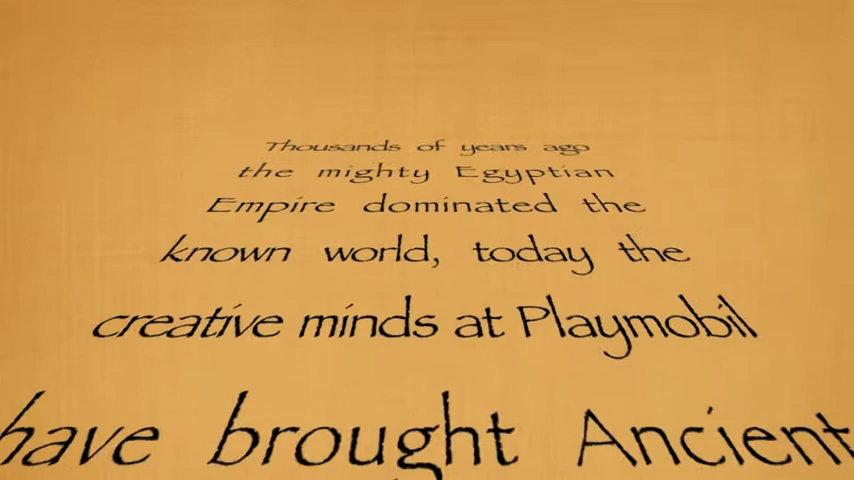 Thousands of years ago
the mighty Egyptian
Empire dominated the
known world, today the
creative minds at Playmobil
have brought Ancient